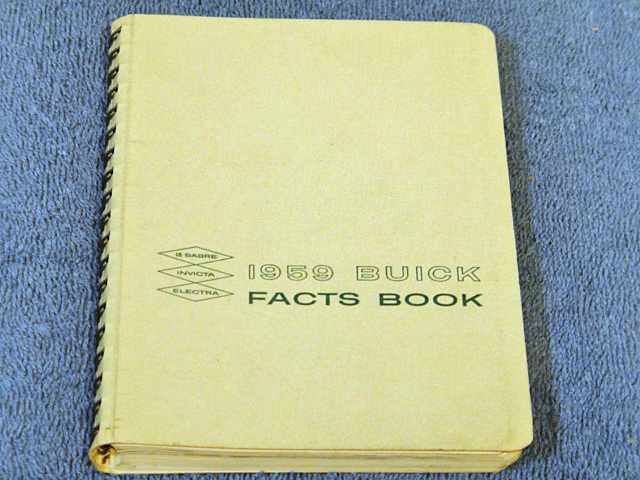 LE SABRE
INVICTA
ELECTRA
1959 BUICK
FACTS BOOK